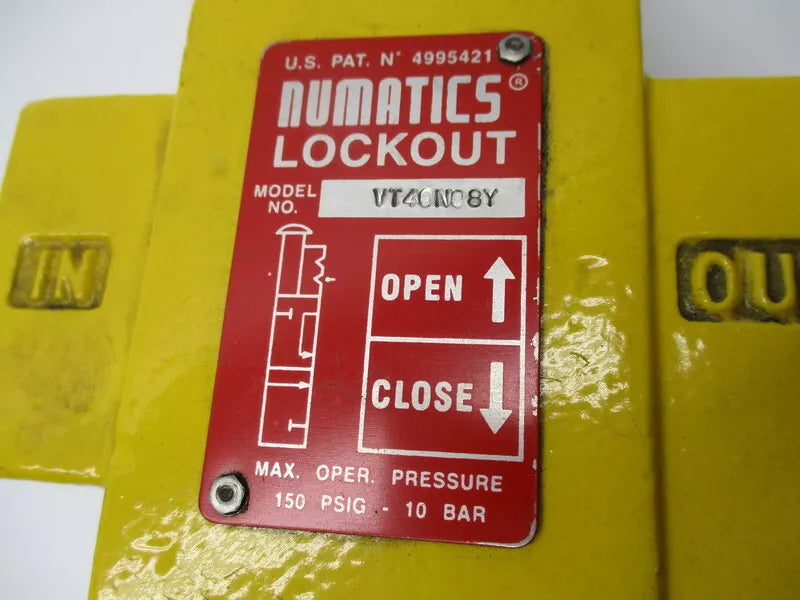 U.S. PAT. N° 4995421
NUMATICS®
LOCKOUT
MODEL NO. VT40N08Y
IN
OPEN ↑
OU
CLOSE ↓
MAX. OPER. PRESSURE
150 PSIG - 10 BAR